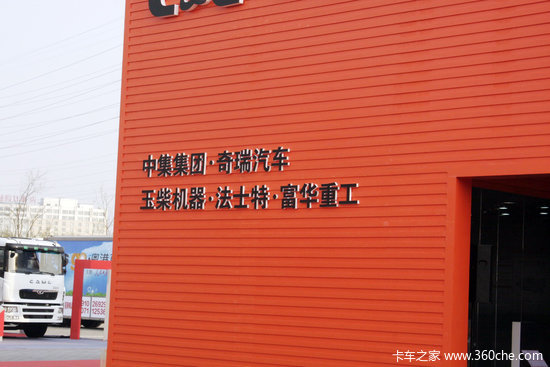 中集集团·奇瑞汽车
玉柴机器·法士特·富华重工
CAMC
卡车之家 www.360che.com